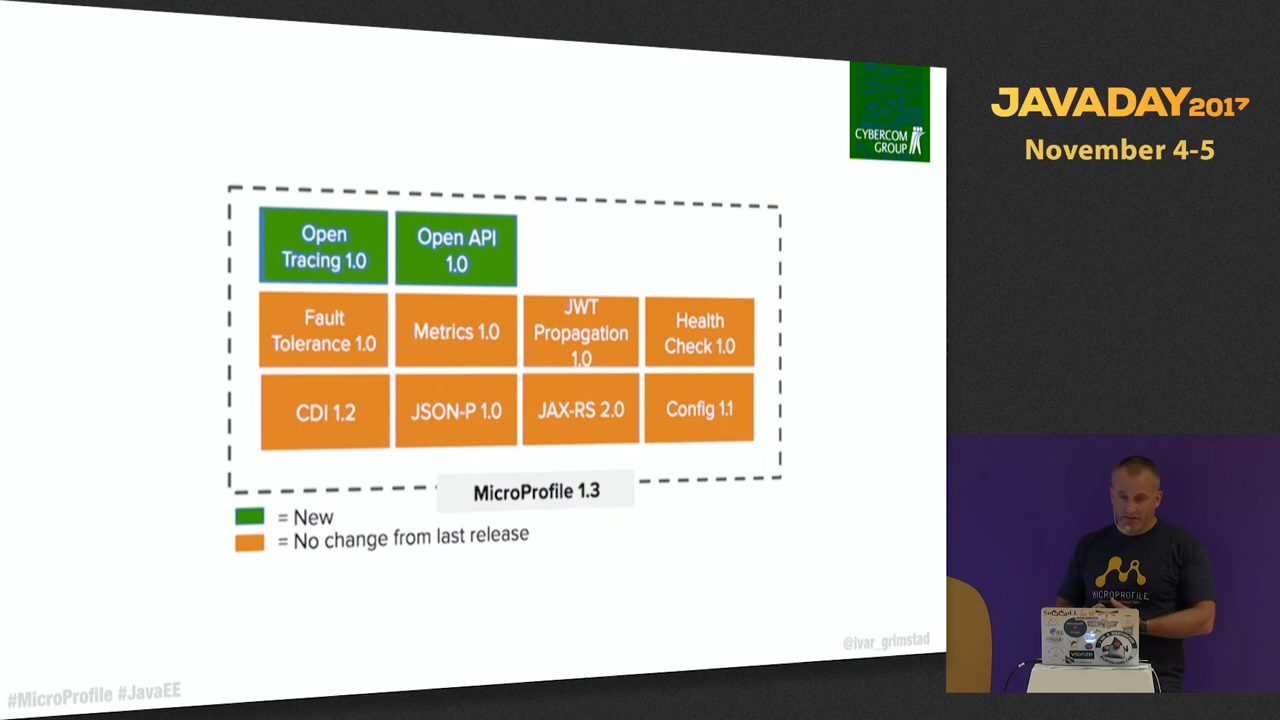 CYBERCOM
GROUP
JAVADAY 2017
November 4-5
Open
Tracing 1.0
Open API
1.0
Fault
Tolerance 1.0
Metrics 1.0
JWT
Propagation
1.0
Health
Check 1.0
CDI 1.2
JSON-P 1.0
JAX-RS 2.0
Config 1.1
MicroProfile 1.3
= New
= No change from last release
@ivar_grimstad
#MicroProfile #JavaEE
MICROPROFILE